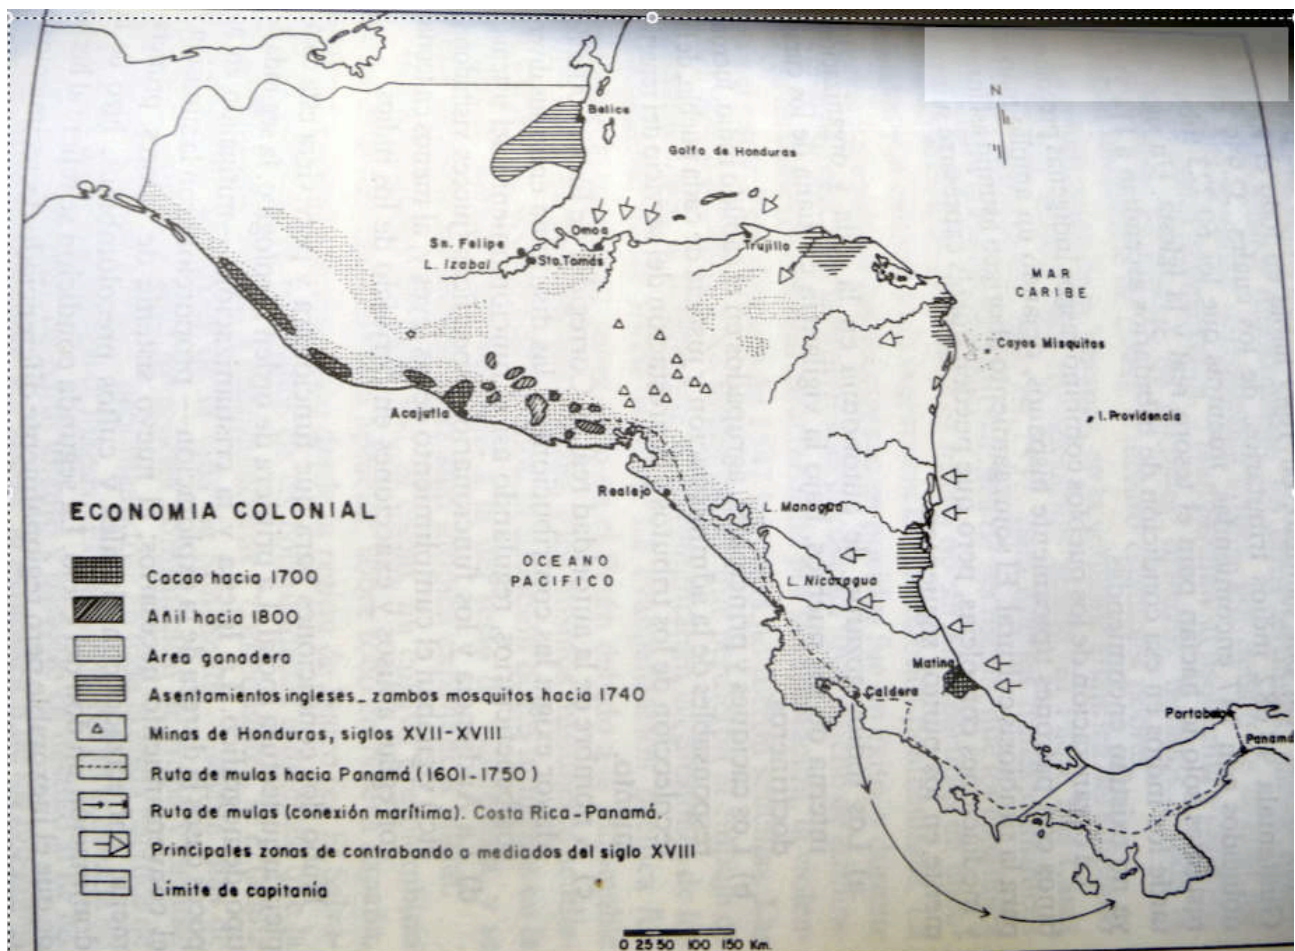 N
Belice
Golfo de Honduras
Omoa
Sn. Felipe
Sto. Tomás
L. Izabal
Trujillo
MAR
CARIBE
Cayos Misquitos
I. Providencia
Acajutla
Realejo
L. Managua
ECONOMIA COLONIAL
OCEANO
PACIFICO
L. Nicaragua
Cacao hacia 1700
Añil hacia 1800
Area ganadera
Matina
Asentamientos ingleses_ zambos mosquitos hacia 1740
Caldera
Minas de Honduras, siglos XVII-XVIII
Portobelo
Panamá
Ruta de mulas hacia Panamá (1601-1750)
Ruta de mulas (conexión marítima). Costa Rica-Panamá.
Principales zonas de contrabando a mediados del siglo XVIII
Límite de capitanía
0 25 50 100 150 Km.